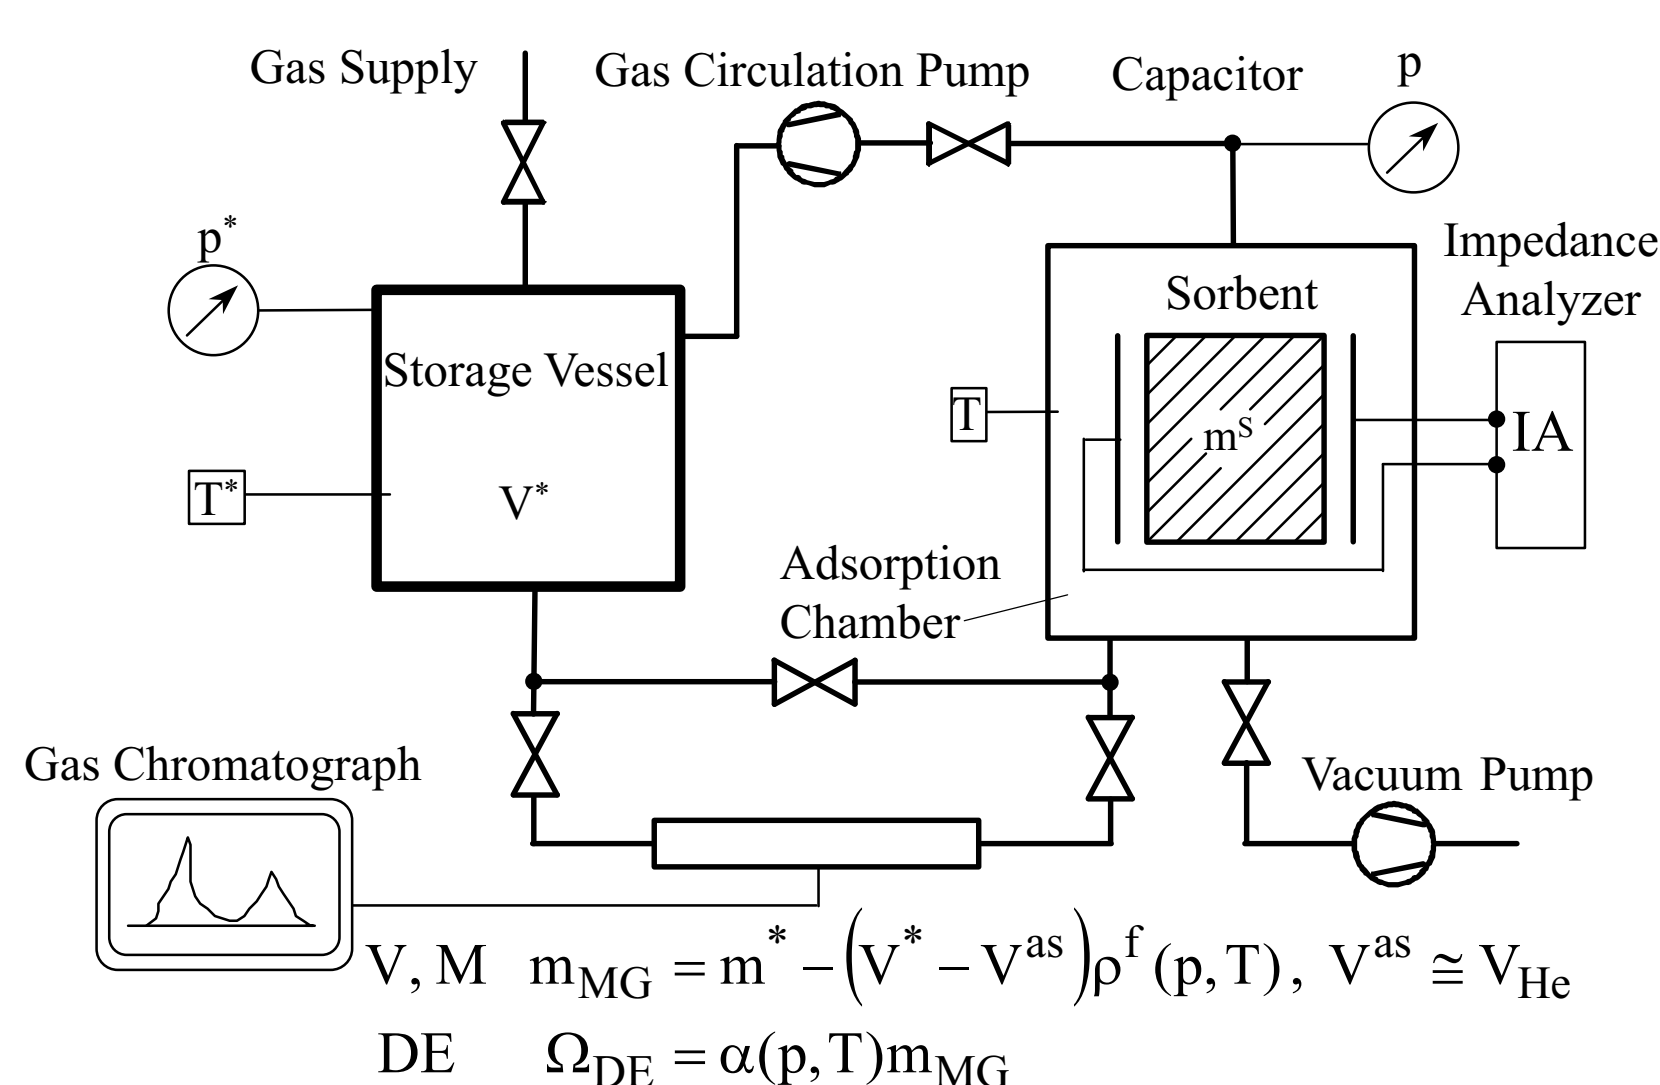 Gas Supply
Gas Circulation Pump
Capacitor
p
p*
Impedance
Analyzer
Sorbent
Storage Vessel
T
mS
IA
T*
V*
Adsorption
Chamber
Gas Chromatograph
Vacuum Pump
V, M m_MG = m* − (V* − V^as)ρ^f (p, T), V^as ≅ V_He
DE Ω_DE = α(p, T)m_MG